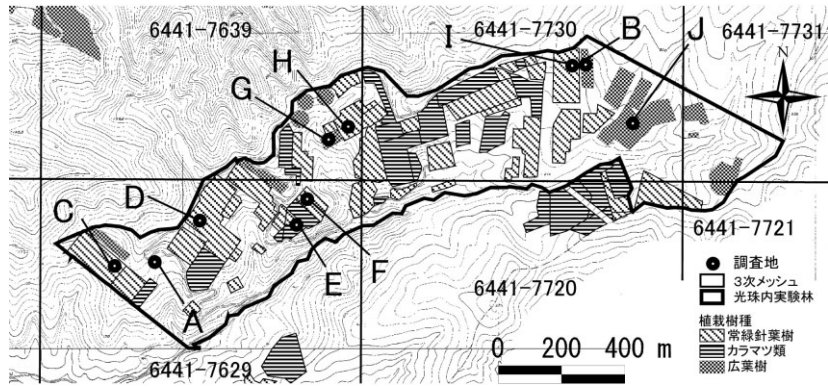 6441-7639
6441-7730
6441-7731
I
B
J
H
G
N
D
C
F
E
A
6441-7721
6441-7720
6441-7629
調査地
3次メッシュ
光珠内実験林
植栽樹種
常緑針葉樹
カラマツ類
広葉樹
0 200 400 m